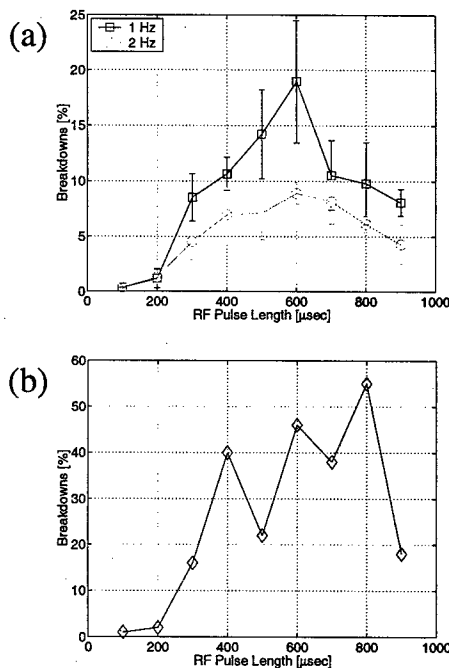 (a)
1 Hz
2 Hz
25
20
15
10
5
0
Breakdowns [%]
0 200 400 600 800 1000
RF Pulse Length [μsec]
(b)
60
50
40
30
20
10
0
Breakdowns [%]
0 200 400 600 800 1000
RF Pulse Length [μsec]